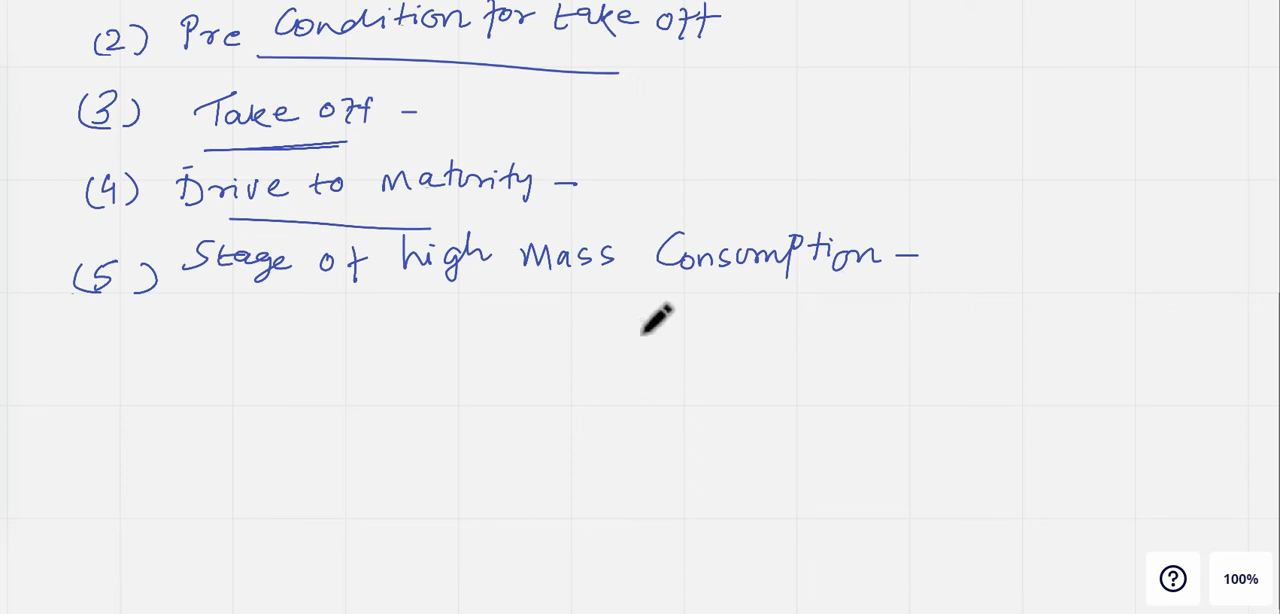 (2) Pre Condition for take off
(3) Take off -
(4) Drive to maturity -
(5) Stage of high Mass Consumption -
100%